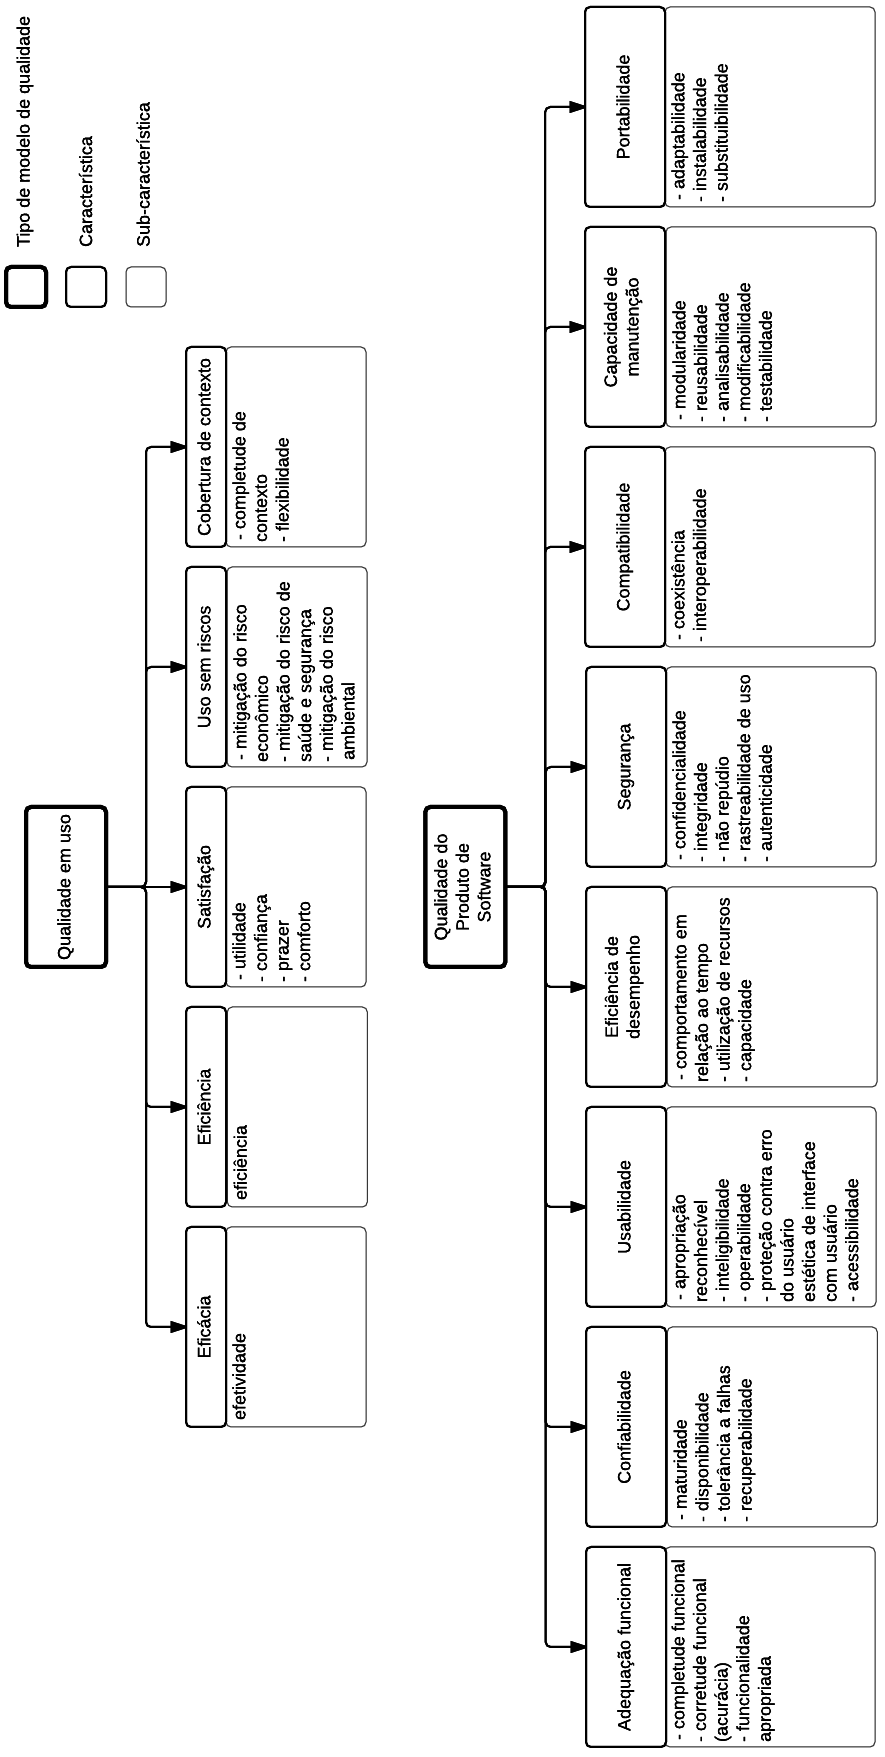 Tipo de modelo de qualidade
Característica
Sub-característica
Qualidade em uso
Eficácia
efetividade
Eficiência
eficiência
Satisfação
- utilidade
- confiança
- prazer
- comforto
Uso sem riscos
- mitigação do risco
econômico
- mitigação do risco de
saúde e segurança
- mitigação do risco
ambiental
Cobertura de contexto
- completude de
contexto
- flexibilidade
Qualidade do
Produto de
Software
Adequação funcional
- completude funcional
- corretude funcional
(acurácia)
- funcionalidade
apropriada
Confiabilidade
- maturidade
- disponibilidade
- tolerância a falhas
- recuperabilidade
Usabilidade
- apropriação
reconhecível
- inteligibilidade
- operabilidade
- proteção contra erro
do usuário
estética de interface
com usuário
- acessibilidade
Eficiência de
desempenho
- comportamento em
relação ao tempo
- utilização de recursos
- capacidade
Segurança
- confidencialidade
- integridade
- não repúdio
- rastreabilidade de uso
- autenticidade
Compatibilidade
- coexistência
- interoperabilidade
Capacidade de
manutenção
- modularidade
- reusabilidade
- analisabilidade
- modificabilidade
- testabilidade
Portabilidade
- adaptabilidade
- instalabilidade
- substituibilidade